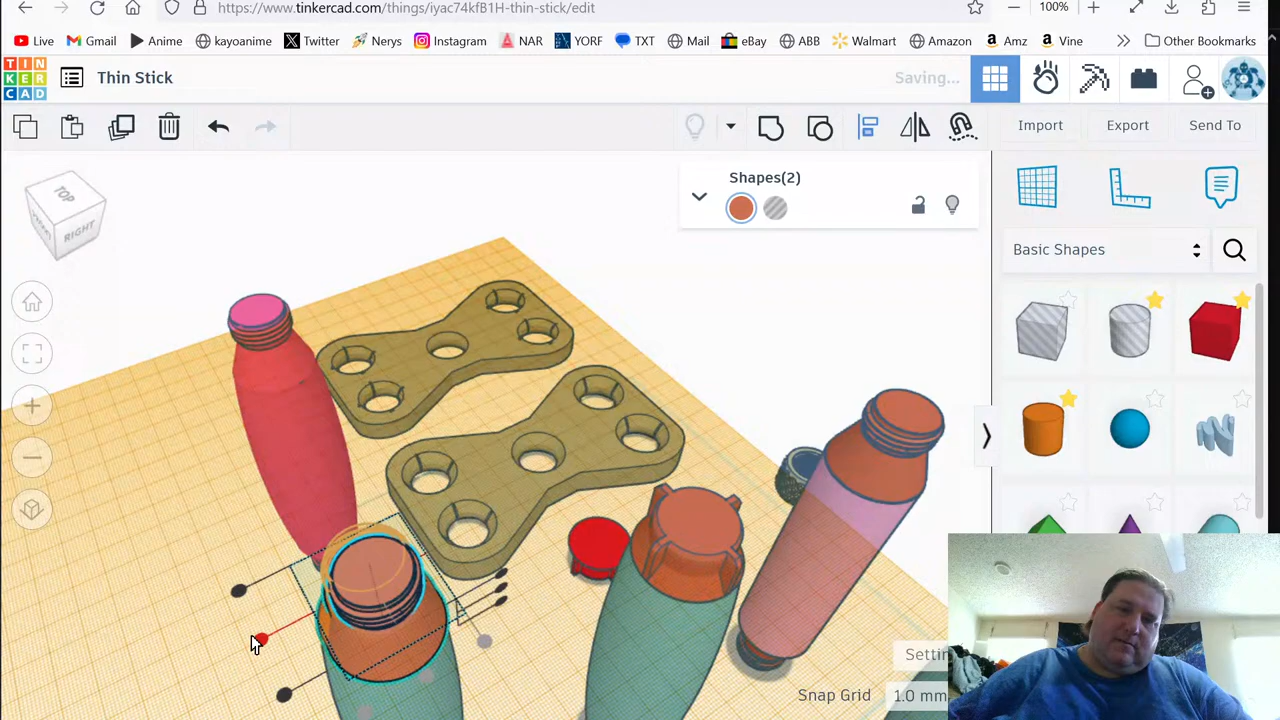 https://www.tinkercad.com/things/iyac74kfB1H-thin-stick/edit
100%
Live
Gmail
Anime
kayoanime
Twitter
Nerys
Instagram
NAR
YORF
TXT
Mail
eBay
ABB
Walmart
Amazon
Amz
Vine
Other Bookmarks
TIN
KER
CAD
Thin Stick
Saving...
Import
Export
Send To
Shapes(2)
TOP
RIGHT
Basic Shapes
Settin
Snap Grid
1.0 mm